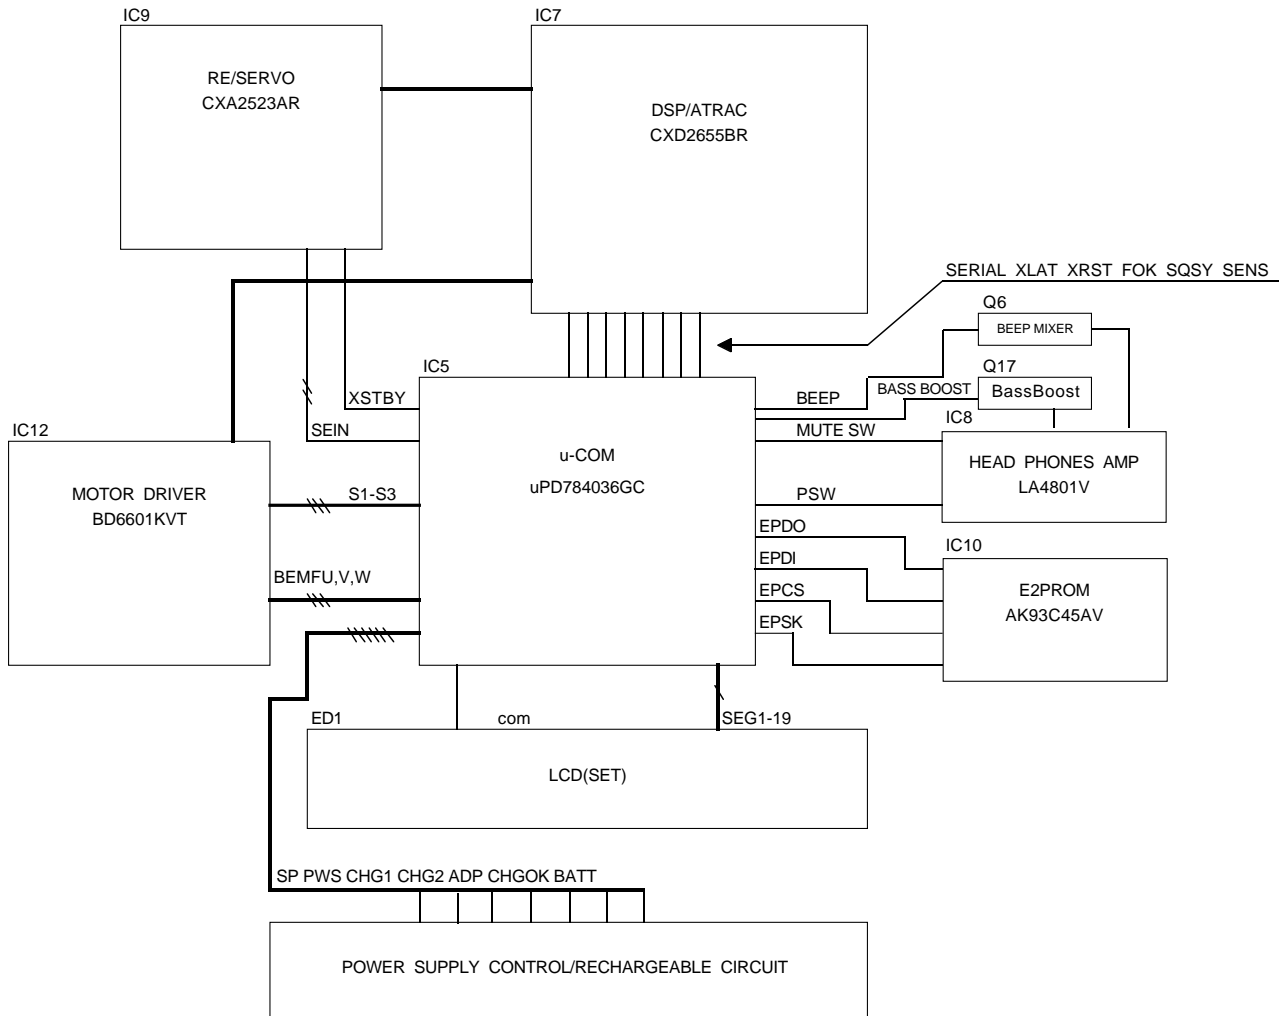 IC9
RE/SERVO
CXA2523AR
IC7
DSP/ATRAC
CXD2655BR
SERIAL XLAT XRST FOK SQSY SENS
Q6
BEEP MIXER
Q17
BassBoost
IC5
XSTBY
SEIN
BEEP
BASS BOOST
MUTE SW
IC8
HEAD PHONES AMP
LA4801V
IC12
MOTOR DRIVER
BD6601KVT
S1-S3
u-COM
uPD784036GC
PSW
EPDO
EPDI
EPCS
EPSK
IC10
E2PROM
AK93C45AV
BEMFU,V,W
ED1
com
SEG1-19
LCD(SET)
SP PWS CHG1 CHG2 ADP CHGOK BATT
POWER SUPPLY CONTROL/RECHARGEABLE CIRCUIT